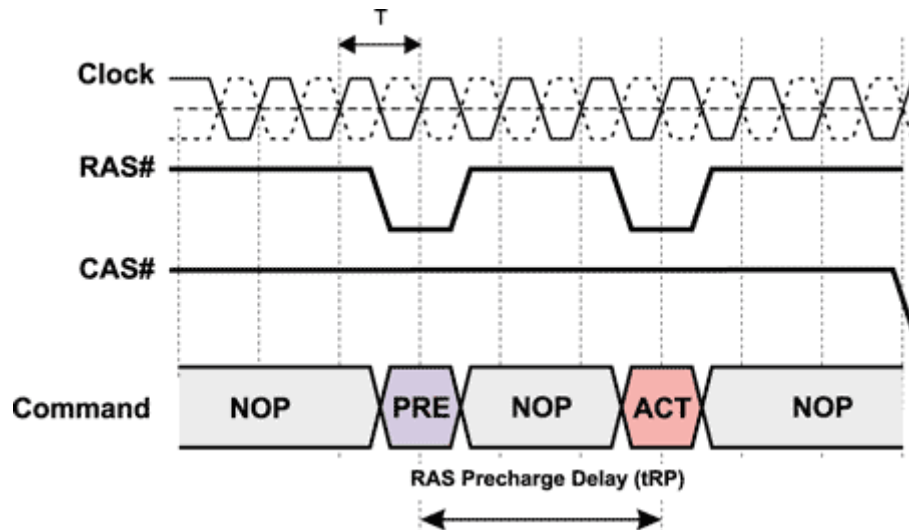 T
Clock
RAS#
CAS#
Command
NOP PRE NOP ACT NOP
RAS Precharge Delay (tRP)